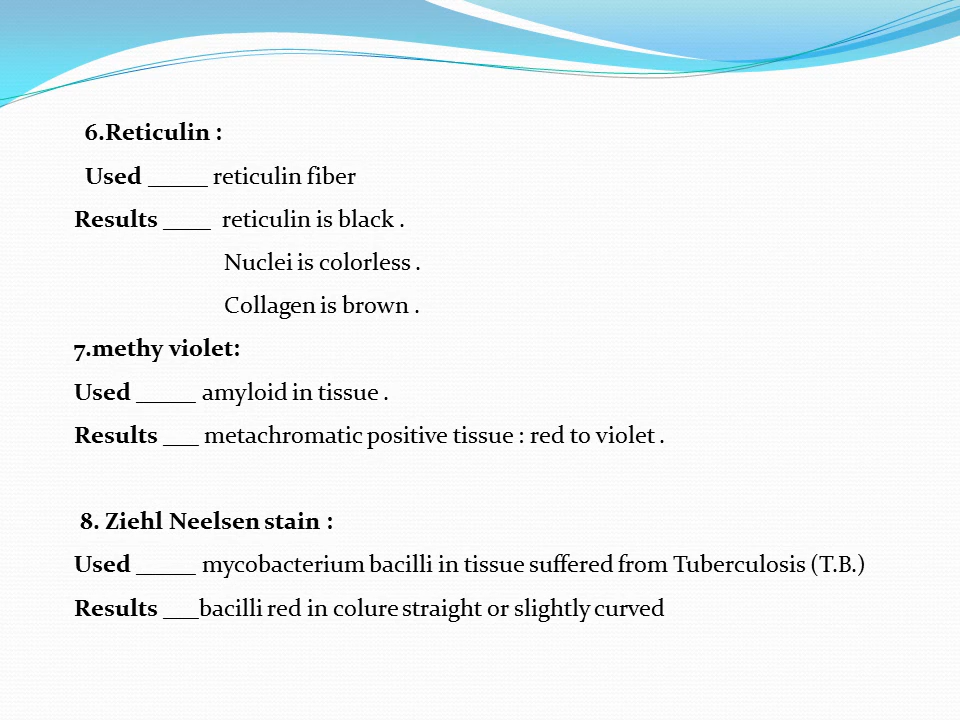 6.Reticulin :
Used _____ reticulin fiber
Results ____ reticulin is black .
Nuclei is colorless .
Collagen is brown .
7.methy violet:
Used _____ amyloid in tissue .
Results ___ metachromatic positive tissue : red to violet .
8. Ziehl Neelsen stain :
Used _____ mycobacterium bacilli in tissue suffered from Tuberculosis (T.B.)
Results ___bacilli red in colure straight or slightly curved